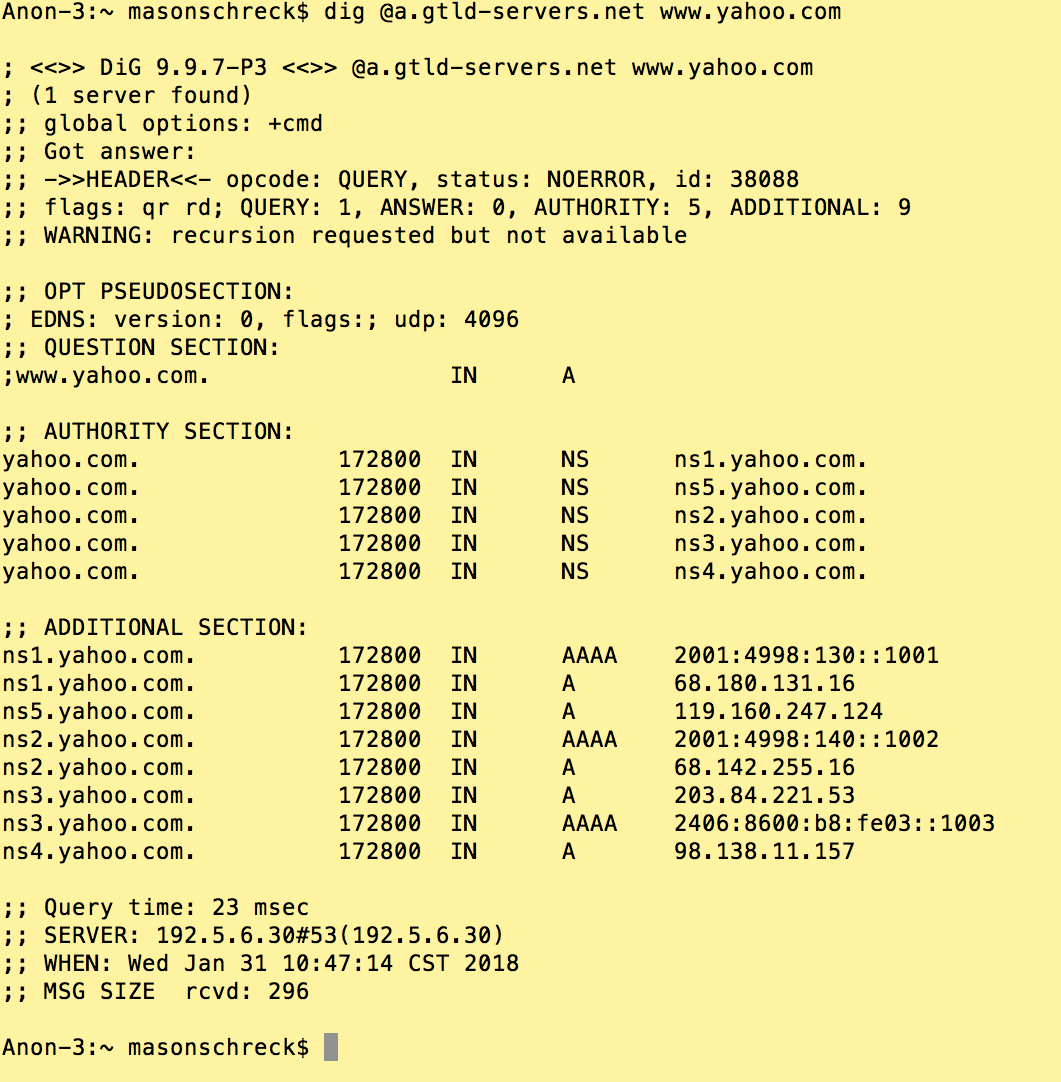 Anon-3:~ masonschreck$ dig @a.gtld-servers.net www.yahoo.com

; <<>> DiG 9.9.7-P3 <<>> @a.gtld-servers.net www.yahoo.com
; (1 server found)
;; global options: +cmd
;; Got answer:
;; ->>HEADER<<- opcode: QUERY, status: NOERROR, id: 38088
;; flags: qr rd; QUERY: 1, ANSWER: 0, AUTHORITY: 5, ADDITIONAL: 9
;; WARNING: recursion requested but not available

;; OPT PSEUDOSECTION:
; EDNS: version: 0, flags:; udp: 4096
;; QUESTION SECTION:
;www.yahoo.com.			IN	A

;; AUTHORITY SECTION:
yahoo.com.		172800	IN	NS	ns1.yahoo.com.
yahoo.com.		172800	IN	NS	ns5.yahoo.com.
yahoo.com.		172800	IN	NS	ns2.yahoo.com.
yahoo.com.		172800	IN	NS	ns3.yahoo.com.
yahoo.com.		172800	IN	NS	ns4.yahoo.com.

;; ADDITIONAL SECTION:
ns1.yahoo.com.		172800	IN	AAAA	2001:4998:130::1001
ns1.yahoo.com.		172800	IN	A	68.180.131.16
ns5.yahoo.com.		172800	IN	A	119.160.247.124
ns2.yahoo.com.		172800	IN	AAAA	2001:4998:140::1002
ns2.yahoo.com.		172800	IN	A	68.142.255.16
ns3.yahoo.com.		172800	IN	A	203.84.221.53
ns3.yahoo.com.		172800	IN	AAAA	2406:8600:b8:fe03::1003
ns4.yahoo.com.		172800	IN	A	98.138.11.157

;; Query time: 23 msec
;; SERVER: 192.5.6.30#53(192.5.6.30)
;; WHEN: Wed Jan 31 10:47:14 CST 2018
;; MSG SIZE  rcvd: 296

Anon-3:~ masonschreck$